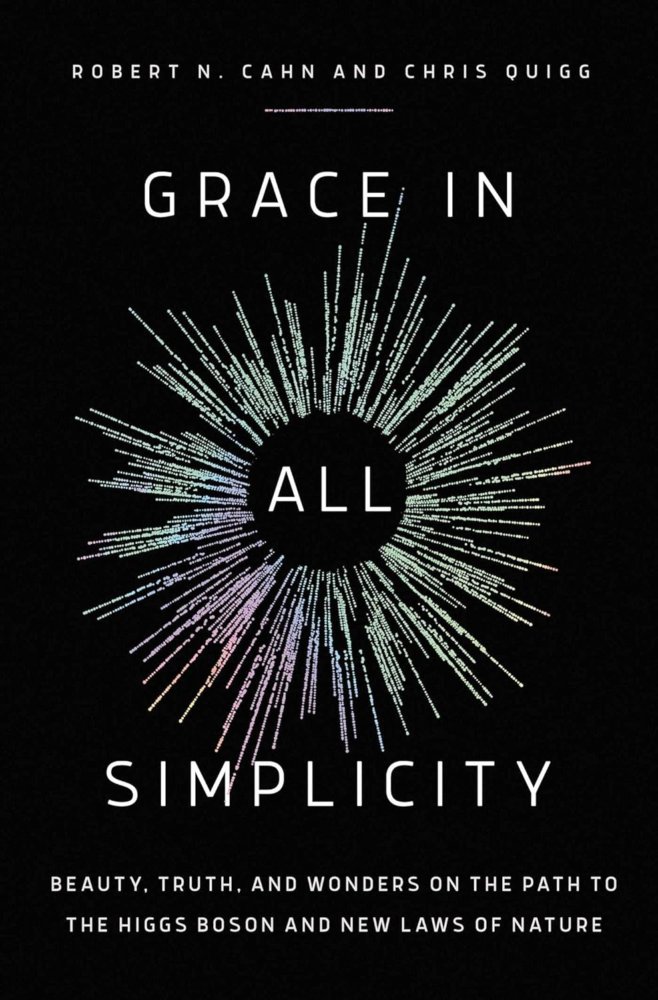 ROBERT N. CAHN AND CHRIS QUIGG
GRACE IN
ALL
SIMPLICITY
BEAUTY, TRUTH, AND WONDERS ON THE PATH TO
THE HIGGS BOSON AND NEW LAWS OF NATURE